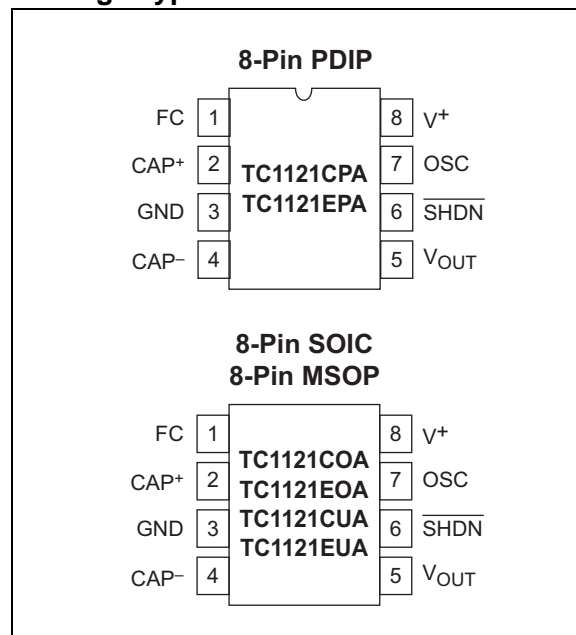 8-Pin PDIP
FC 1 8 V+
CAP+ 2 7 OSC
TC1121CPA
TC1121EPA
GND 3 6 SHDN
CAP– 4 5 VOUT
8-Pin SOIC
8-Pin MSOP
FC 1 8 V+
TC1121COA
CAP+ 2 7 OSC
TC1121EOA
TC1121CUA
GND 3 6 SHDN
TC1121EUA
CAP– 4 5 VOUT